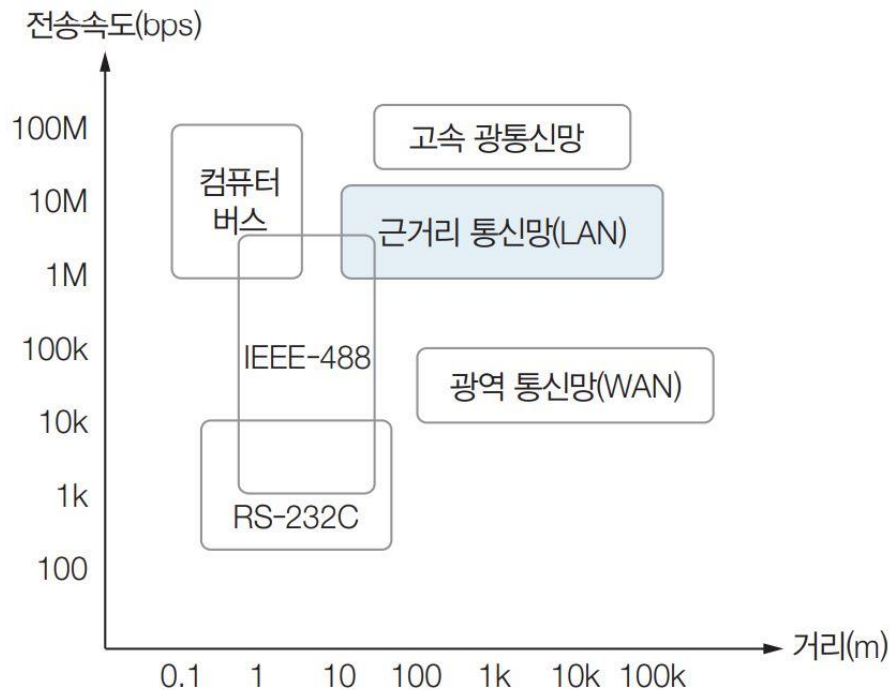 전송속도(bps)
100M
10M
1M
100k
10k
1k
100
컴퓨터
버스
고속 광통신망
근거리 통신망(LAN)
IEEE-488
광역 통신망(WAN)
RS-232C
거리(m)
0.1 1 10 100 1k 10k 100k